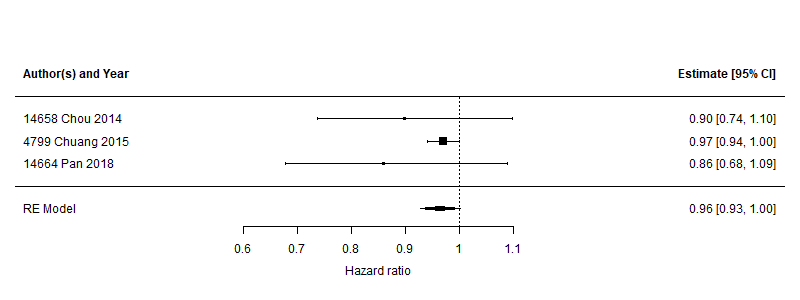 Author(s) and Year Estimate [95% CI]
14658 Chou 2014 0.90 [0.74, 1.10]
4799 Chuang 2015 0.97 [0.94, 1.00]
14664 Pan 2018 0.86 [0.68, 1.09]
RE Model 0.96 [0.93, 1.00]
0.6 0.7 0.8 0.9 1 1.1
Hazard ratio